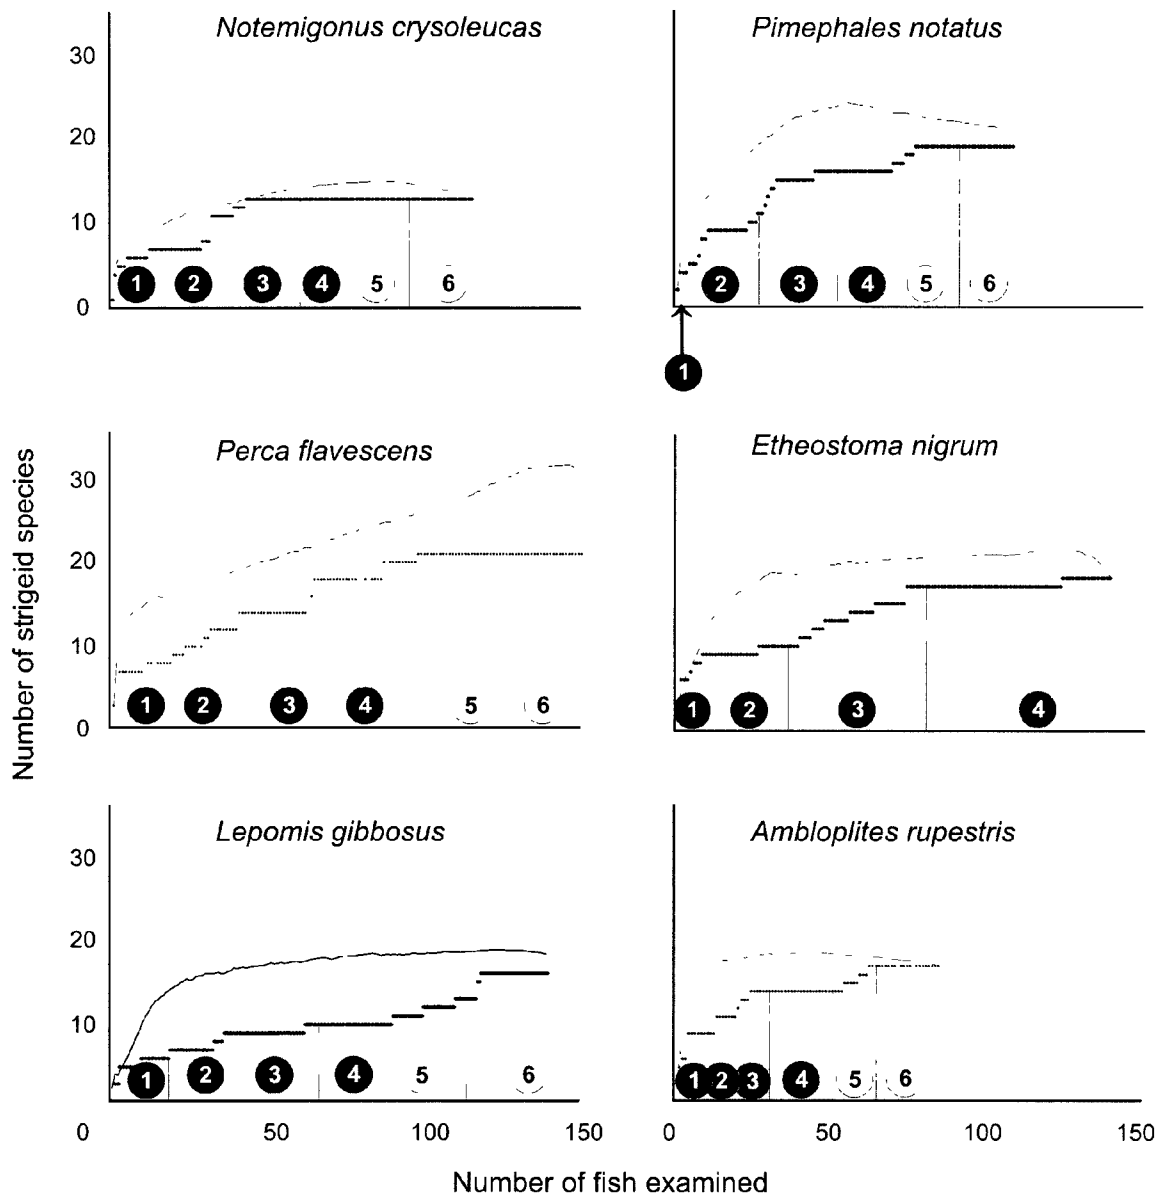 Notemigonus crysoleucas
30
20
10
0
1 2 3 4 5 6
Pimephales notatus
2 3 4 5 6
1
Number of strigeid species
Perca flavescens
30
20
10
0
1 2 3 4 5 6
Etheostoma nigrum
1 2 3 4
Lepomis gibbosus
30
20
10
1 2 3 4 5 6
0 50 100 150
Ambloplites rupestris
1 2 3 4 5 6
0 50 100 150
Number of fish examined